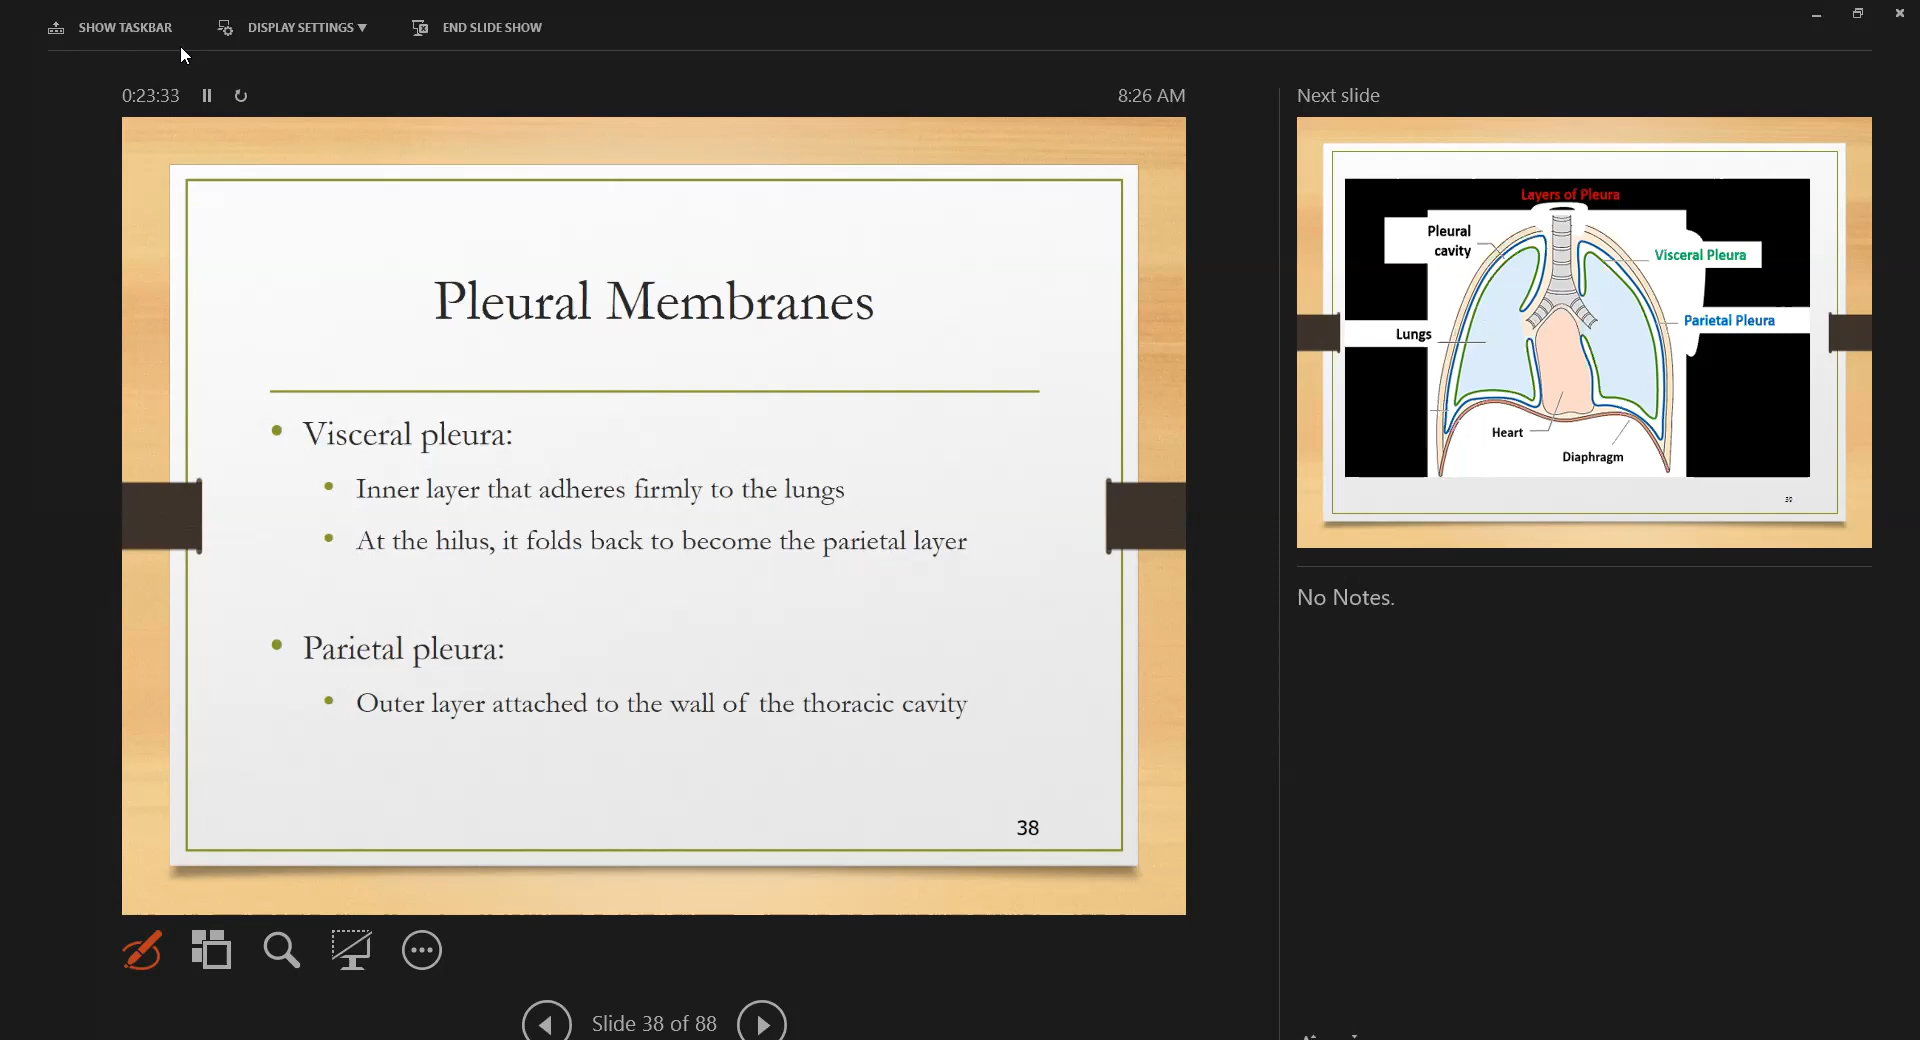 SHOW TASKBAR
DISPLAY SETTINGS
END SLIDE SHOW
0:23:33
8:26 AM
Pleural Membranes
• Visceral pleura:
• Inner layer that adheres firmly to the lungs
• At the hilus, it folds back to become the parietal layer
• Parietal pleura:
• Outer layer attached to the wall of the thoracic cavity
38
Slide 38 of 88
Next slide
Layers of Pleura
Pleural
cavity
Visceral Pleura
Parietal Pleura
Lungs
Heart
Diaphragm
39
No Notes.